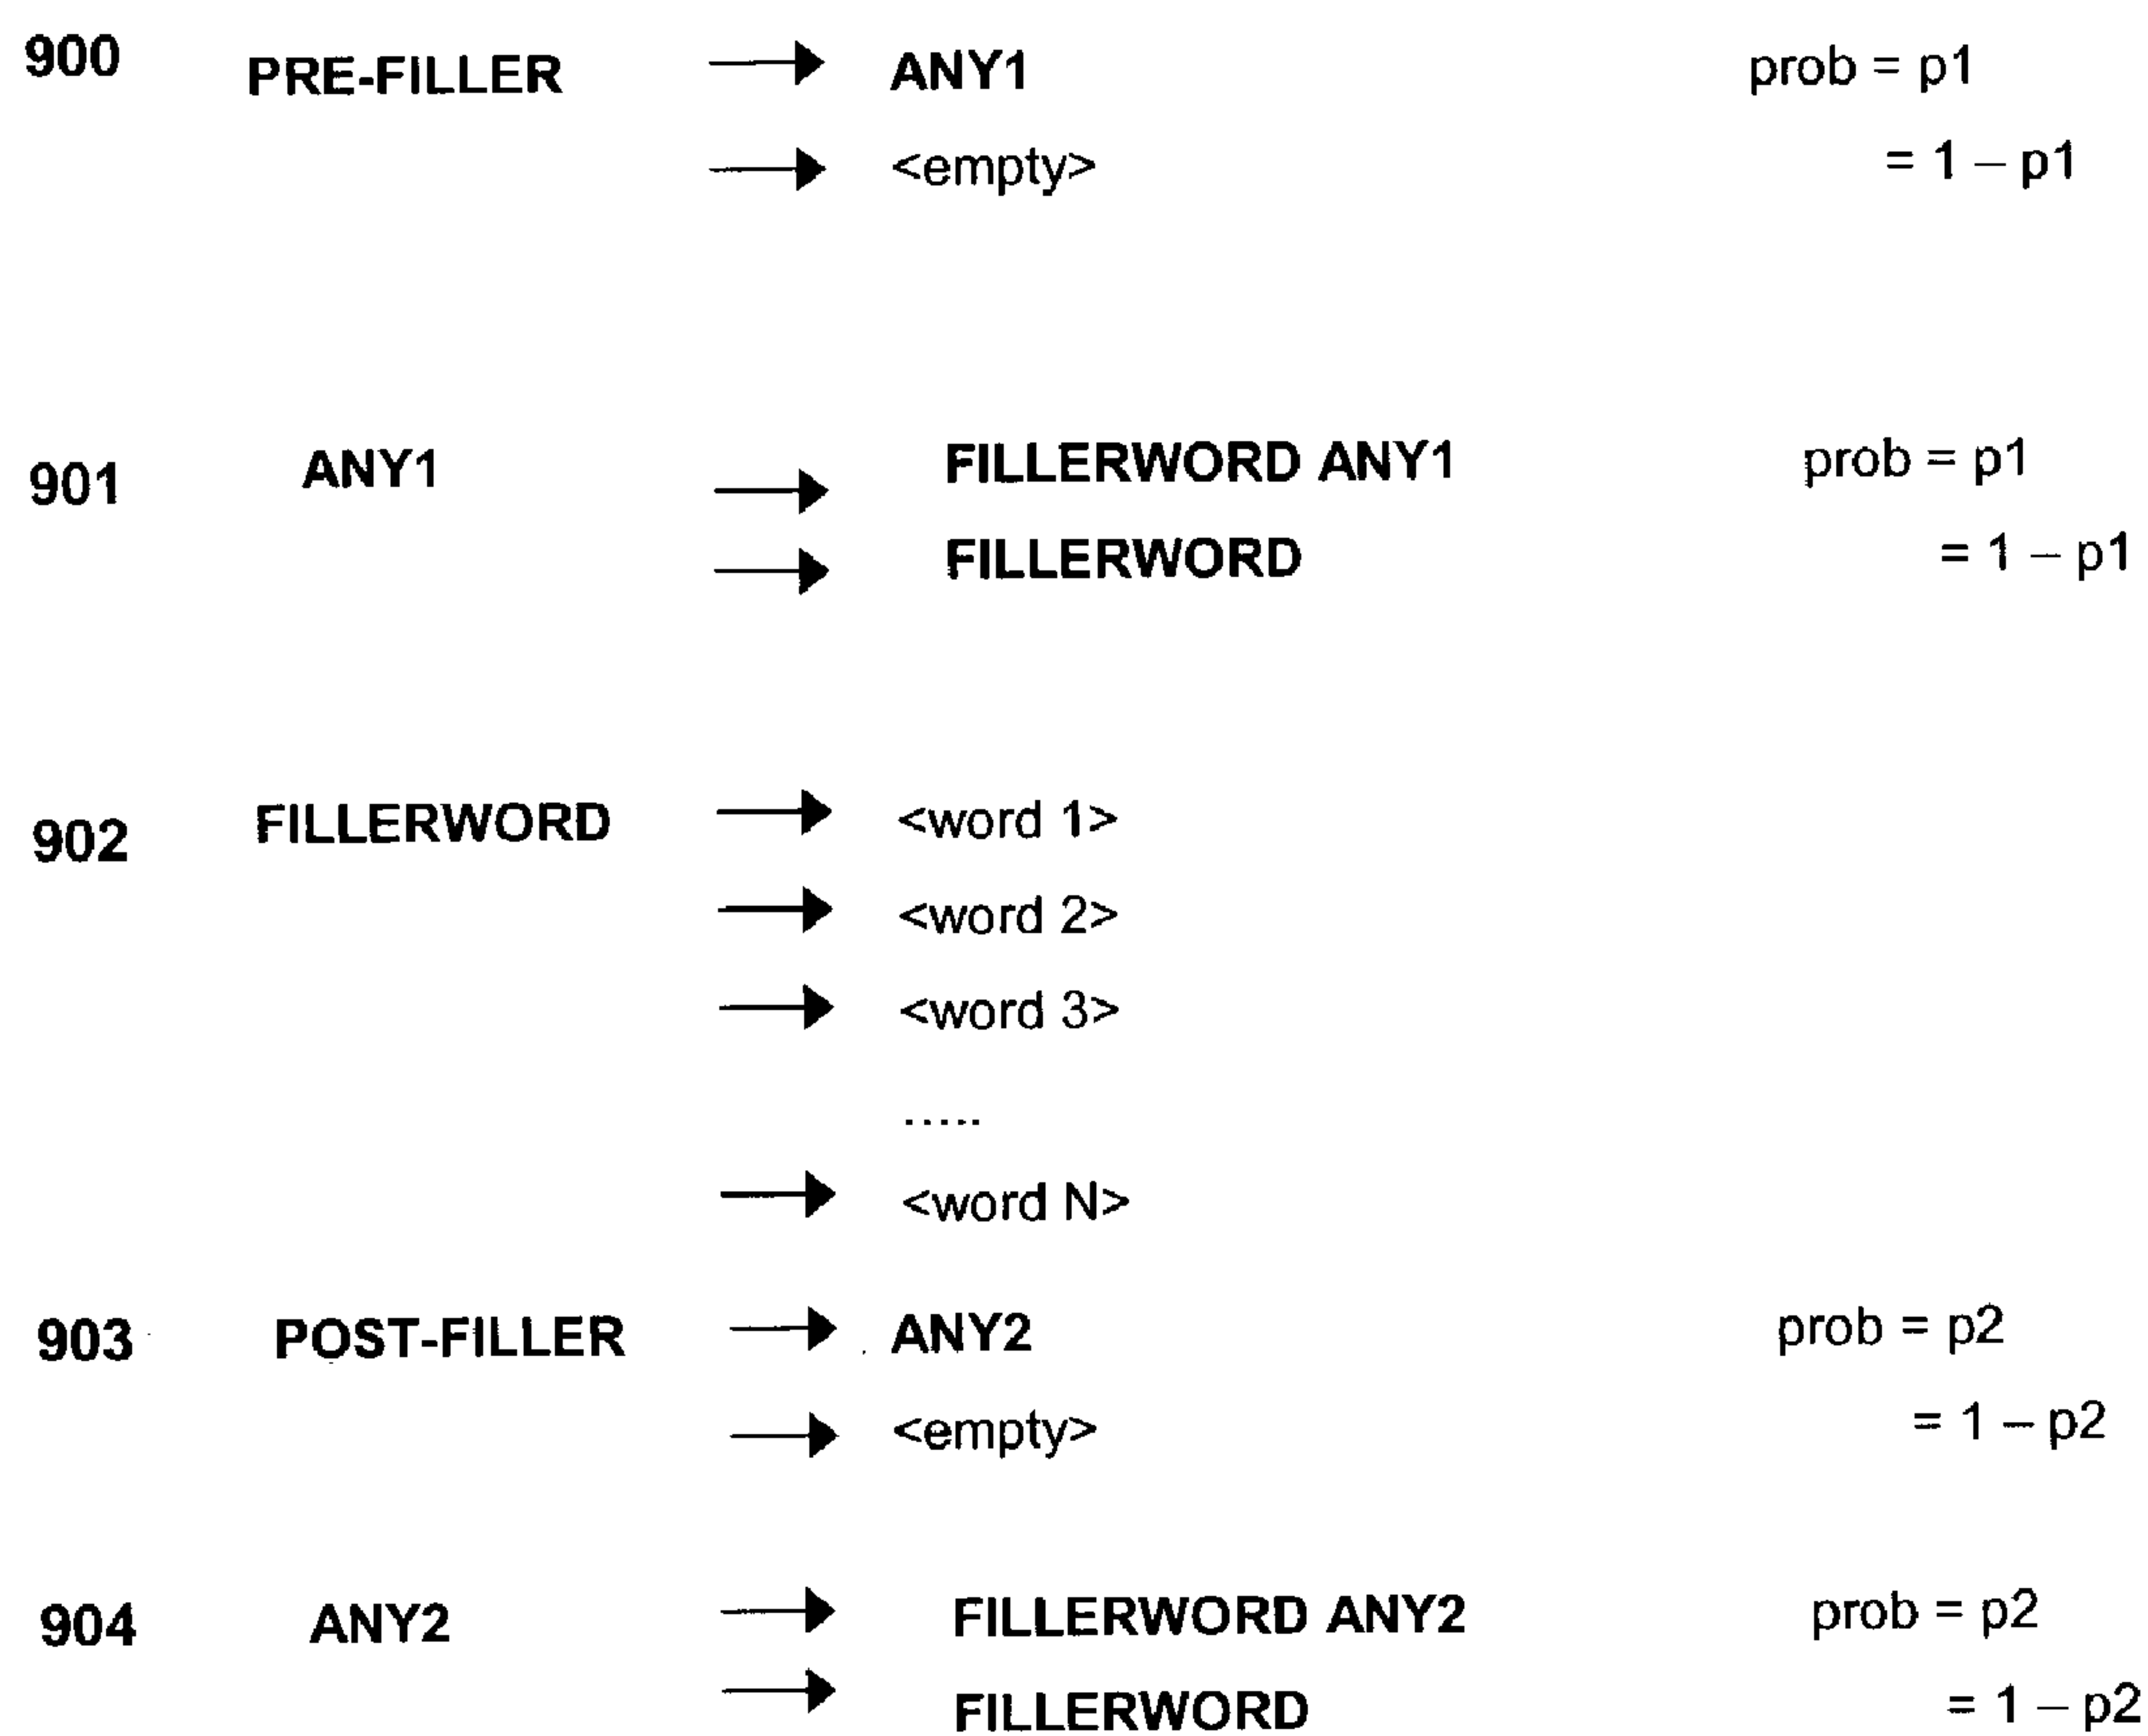 900 PRE-FILLER → ANY1 prob = p1
→ <empty> = 1 – p1
901 ANY1 → FILLERWORD ANY1 prob = p1
→ FILLERWORD = 1 – p1
902 FILLERWORD → <word 1>
→ <word 2>
→ <word 3>
.....
→ <word N>
903 POST-FILLER → ANY2 prob = p2
→ <empty> = 1 – p2
904 ANY2 → FILLERWORD ANY2 prob = p2
→ FILLERWORD = 1 – p2